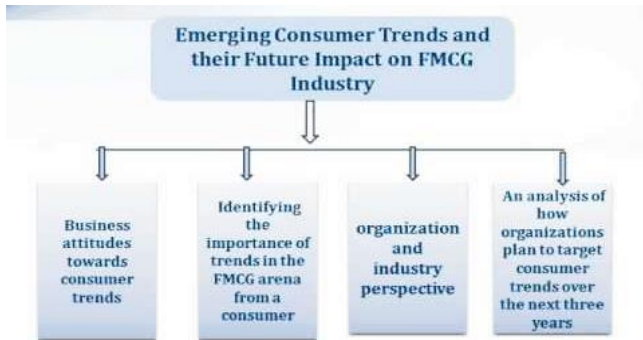 Emerging Consumer Trends and
their Future Impact on FMCG
Industry
Business
attitudes
towards
consumer
trends
Identifying
the
importance of
trends in the
FMCG arena
from a
consumer
organization
and
industry
perspective
An analysis of
how
organizations
plan to target
consumer
trends over
the next three
years